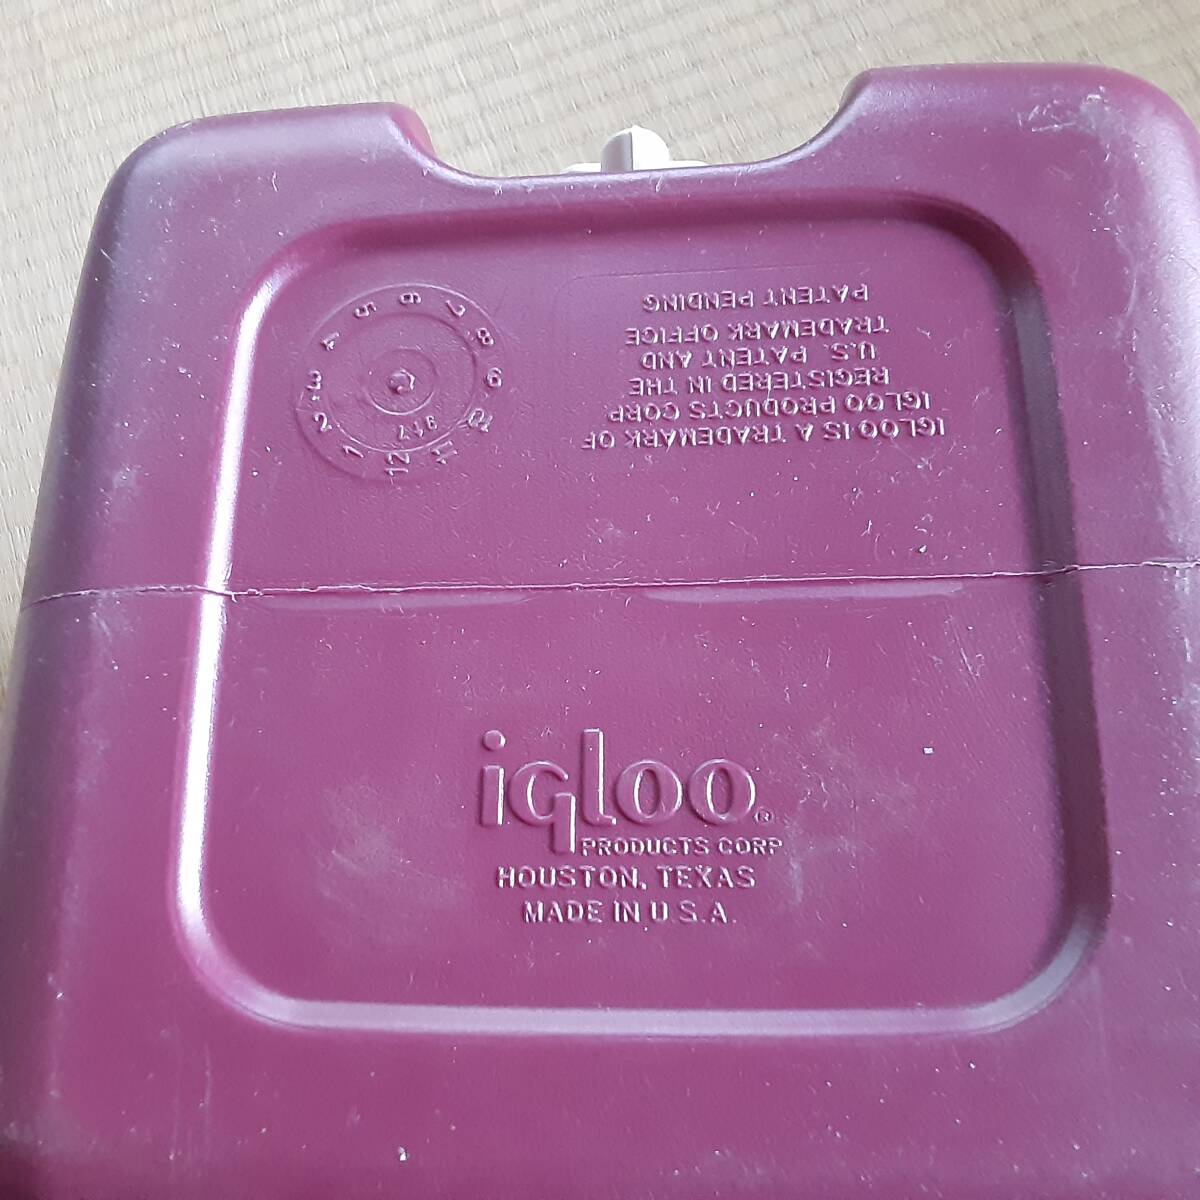 igloo®
PRODUCTS CORP
HOUSTON, TEXAS
MADE IN U.S.A.
IGLOO IS A TRADEMARK OF
IGLOO PRODUCTS CORP
REGISTERED IN THE
U.S. PATENT AND
TRADEMARK OFFICE
PATENT PENDING
1 2 3 4 5 6 7 8 9 10 11 12